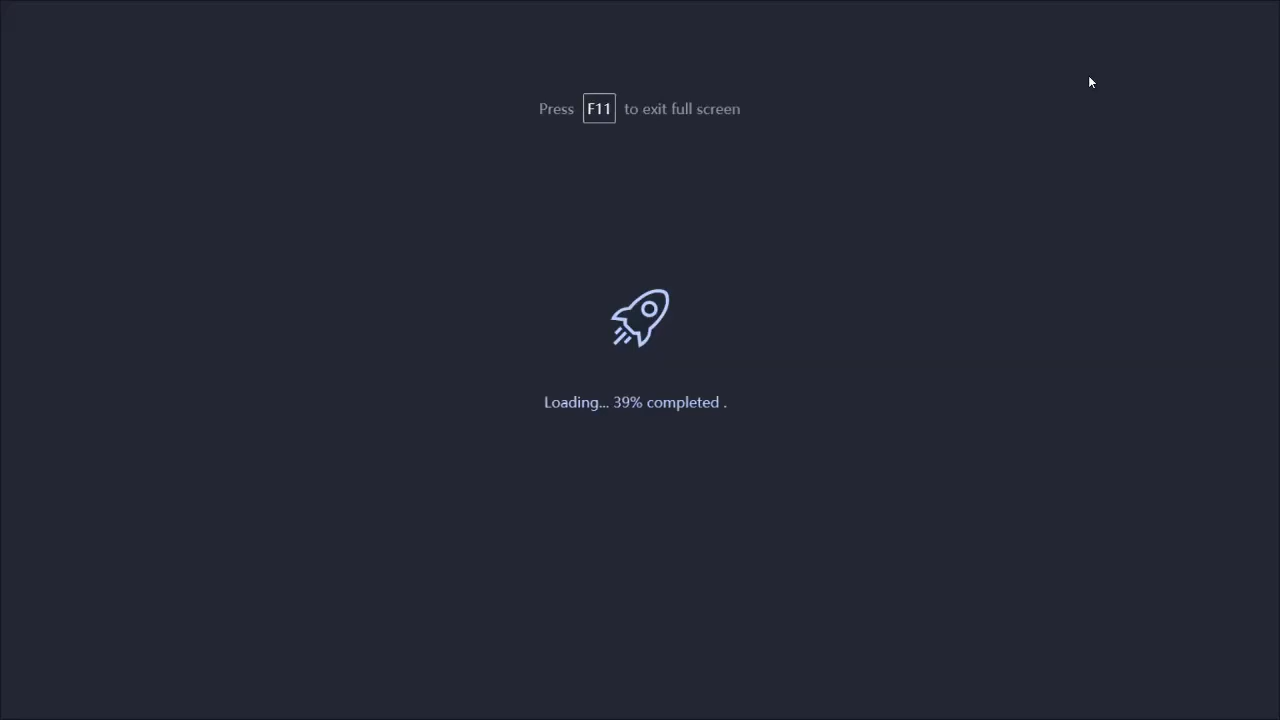 Press F11 to exit full screen
Loading... 39% completed .